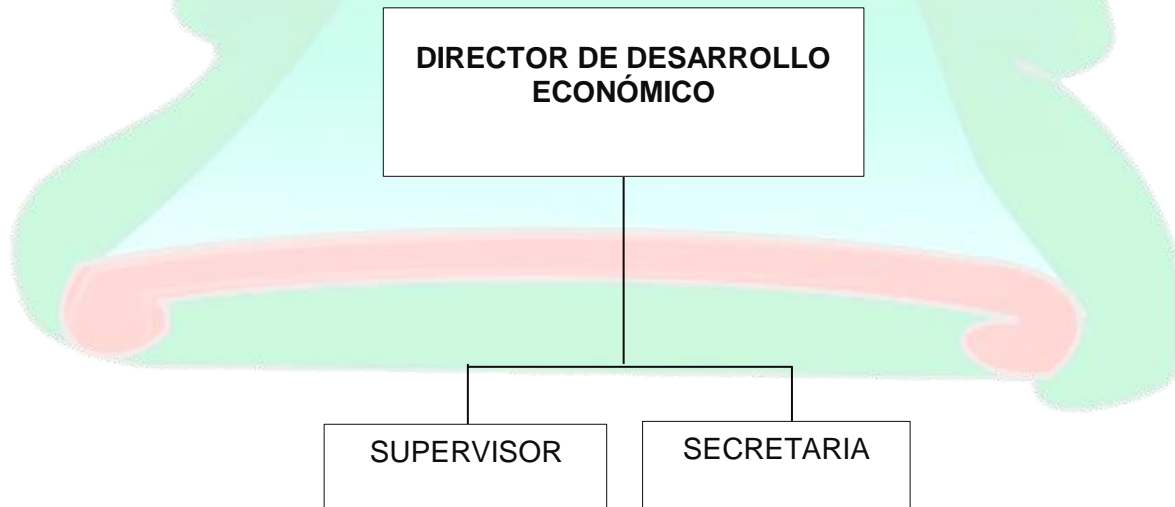 DIRECTOR DE DESARROLLO
ECONÓMICO
SUPERVISOR
SECRETARIA